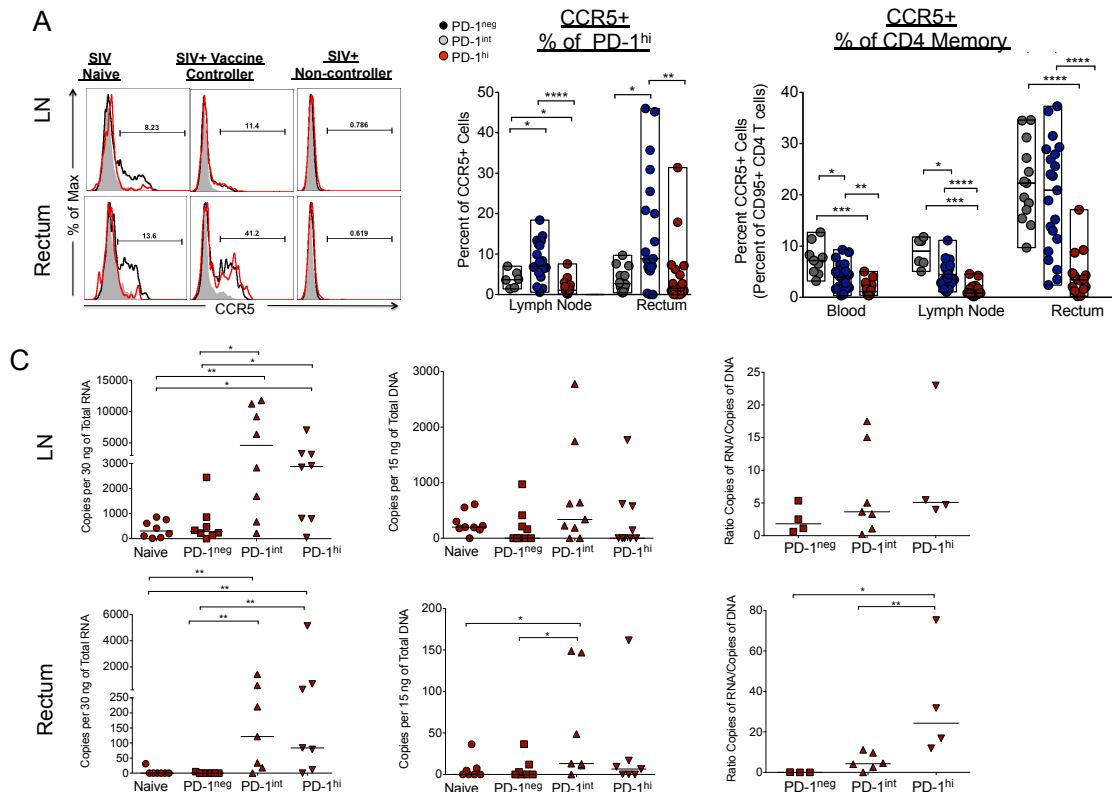 A
SIV
Naive
SIV+ Vaccine
Controller
SIV+
Non-controller
LN
8.23
11.4
0.786
Rectum
13.6
41.2
0.619
% of Max
CCR5
PD-1neg
PD-1int
PD-1hi
CCR5+
% of PD-1hi
Percent of CCR5+ Cells
60
50
40
30
20
10
0
*
*
****
*
**
Lymph Node
Rectum
CCR5+
% of CD4 Memory
Percent CCR5+ Cells
(Percent of CD95+ CD4 T cells)
40
30
20
10
0
*
**
***
*
****
***
****
****
Blood
Lymph Node
Rectum
C
LN
Copies per 30 ng of Total RNA
15000
10000
5000
3000
2000
1000
0
*
*
**
*
Naive
PD-1neg
PD-1int
PD-1hi
Copies per 15 ng of Total DNA
3000
2000
1000
0
Naive
PD-1neg
PD-1int
PD-1hi
Ratio Copies of RNA/Copies of DNA
25
20
15
10
5
0
PD-1neg
PD-1int
PD-1hi
Rectum
Copies per 30 ng of Total RNA
6000
4000
2000
250
200
150
100
50
0
**
**
**
**
Naive
PD-1neg
PD-1int
PD-1hi
Copies per 15 ng of Total DNA
200
150
100
50
0
*
*
Naive
PD-1neg
PD-1int
PD-1hi
Ratio Copies of RNA/Copies of DNA
80
60
40
20
0
*
**
PD-1neg
PD-1int
PD-1hi